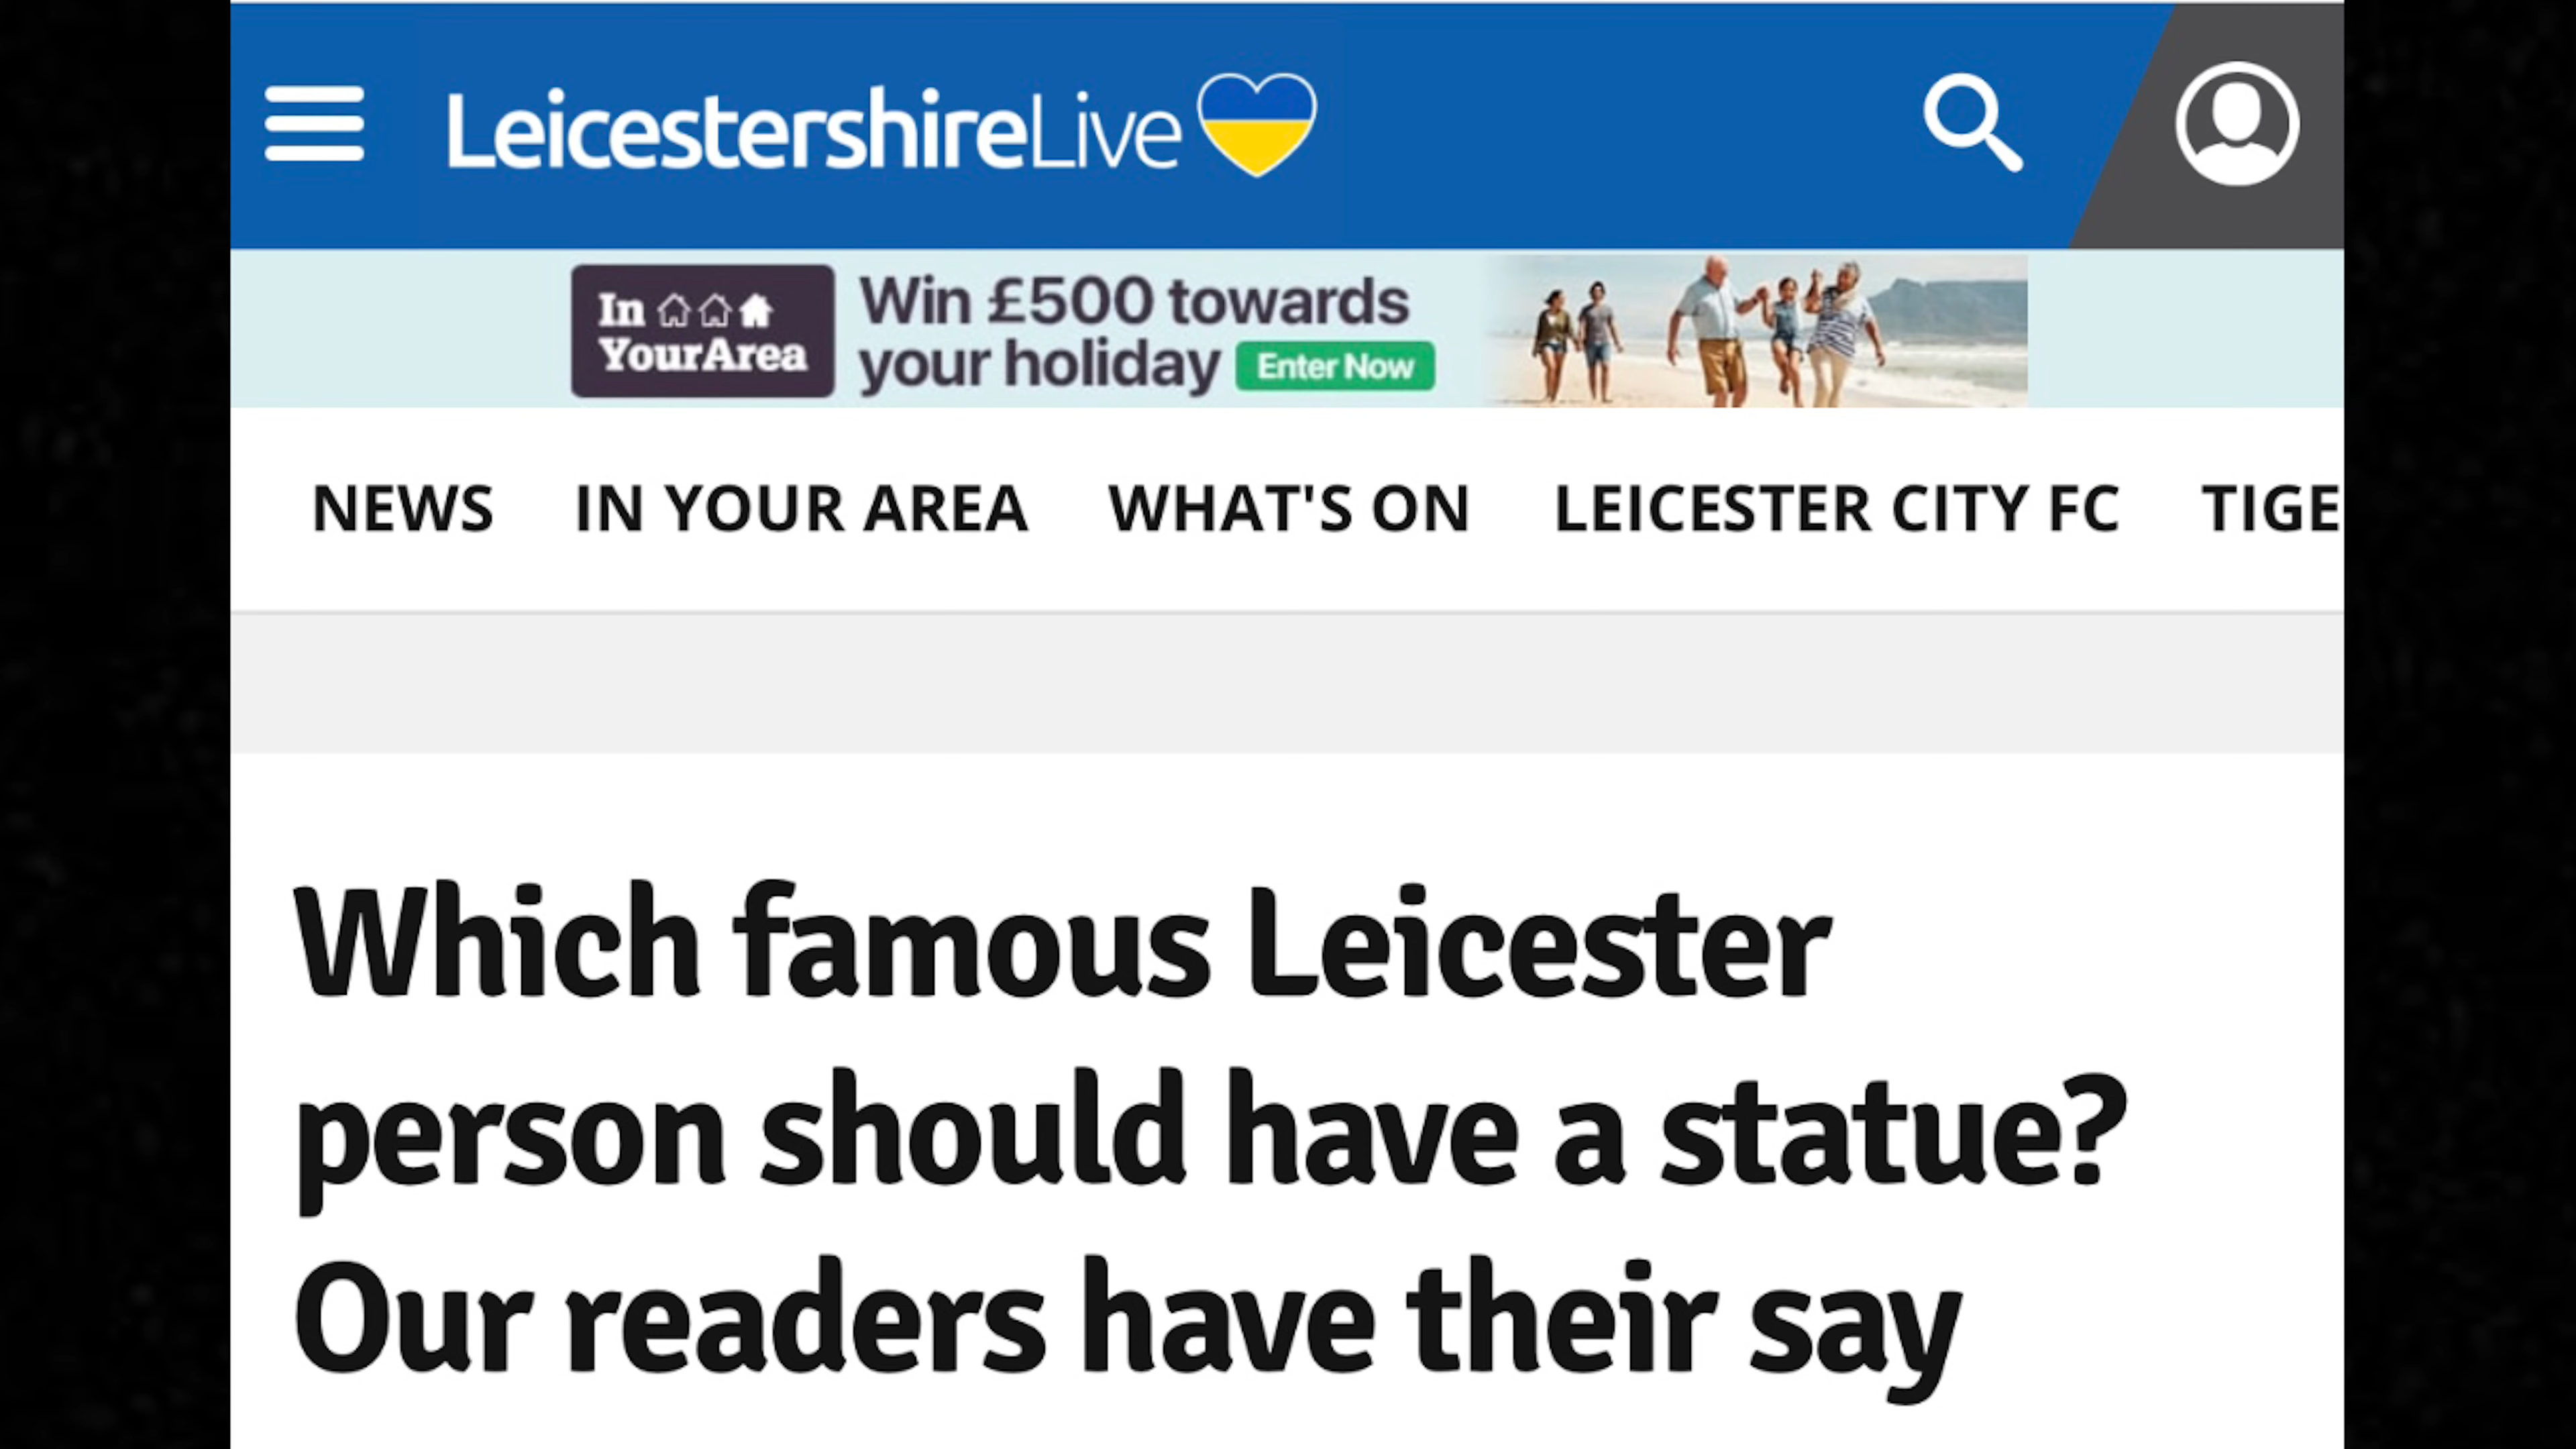 LeicestershireLive
In
YourArea
Win £500 towards
your holiday
Enter Now
NEWS IN YOUR AREA WHAT'S ON LEICESTER CITY FC TIGE
Which famous Leicester
person should have a statue?
Our readers have their say